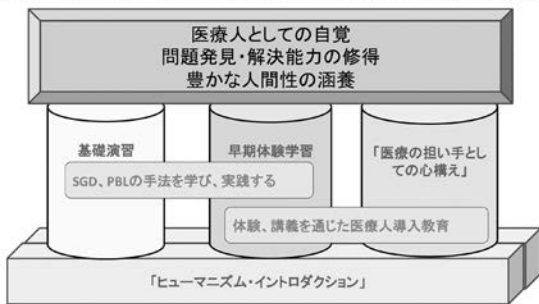 医療人としての自覚
問題発見・解決能力の修得
豊かな人間性の涵養
基礎演習
早期体験学習
「医療の担い手とし
ての心構え」
SGD、PBLの手法を学び、実践する
体験、講義を通じた医療人導入教育
「ヒューマニズム・イントロダクション」